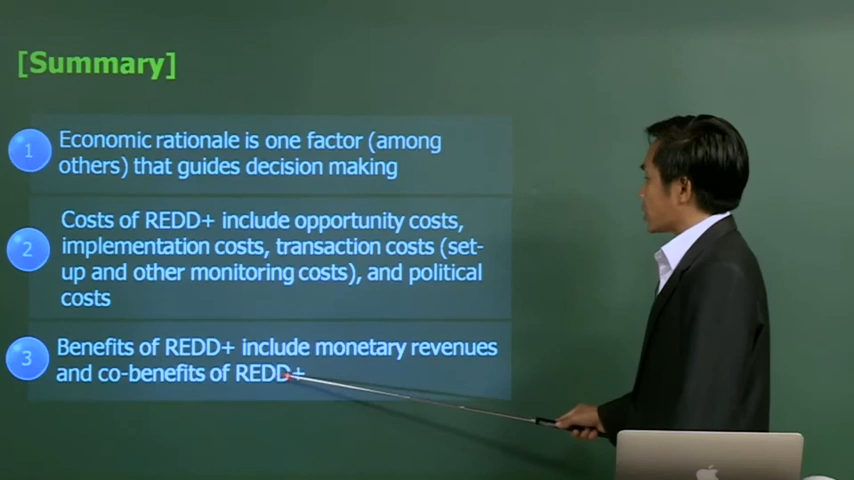 [Summary]
1
Economic rationale is one factor (among
others) that guides decision making
2
Costs of REDD+ include opportunity costs,
implementation costs, transaction costs (set-
up and other monitoring costs), and political
costs
3
Benefits of REDD+ include monetary revenues
and co-benefits of REDD+